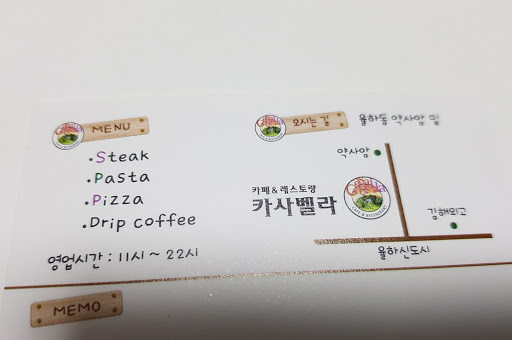 MENU
·Steak
·Pasta
·Pizza
·Drip coffee
영업시간 : 11시 ~ 22시
오시는 길
율하동 약사암 밑
약사암
카페&레스토랑
카사벨라
김해외고
율하신도시
MEMO